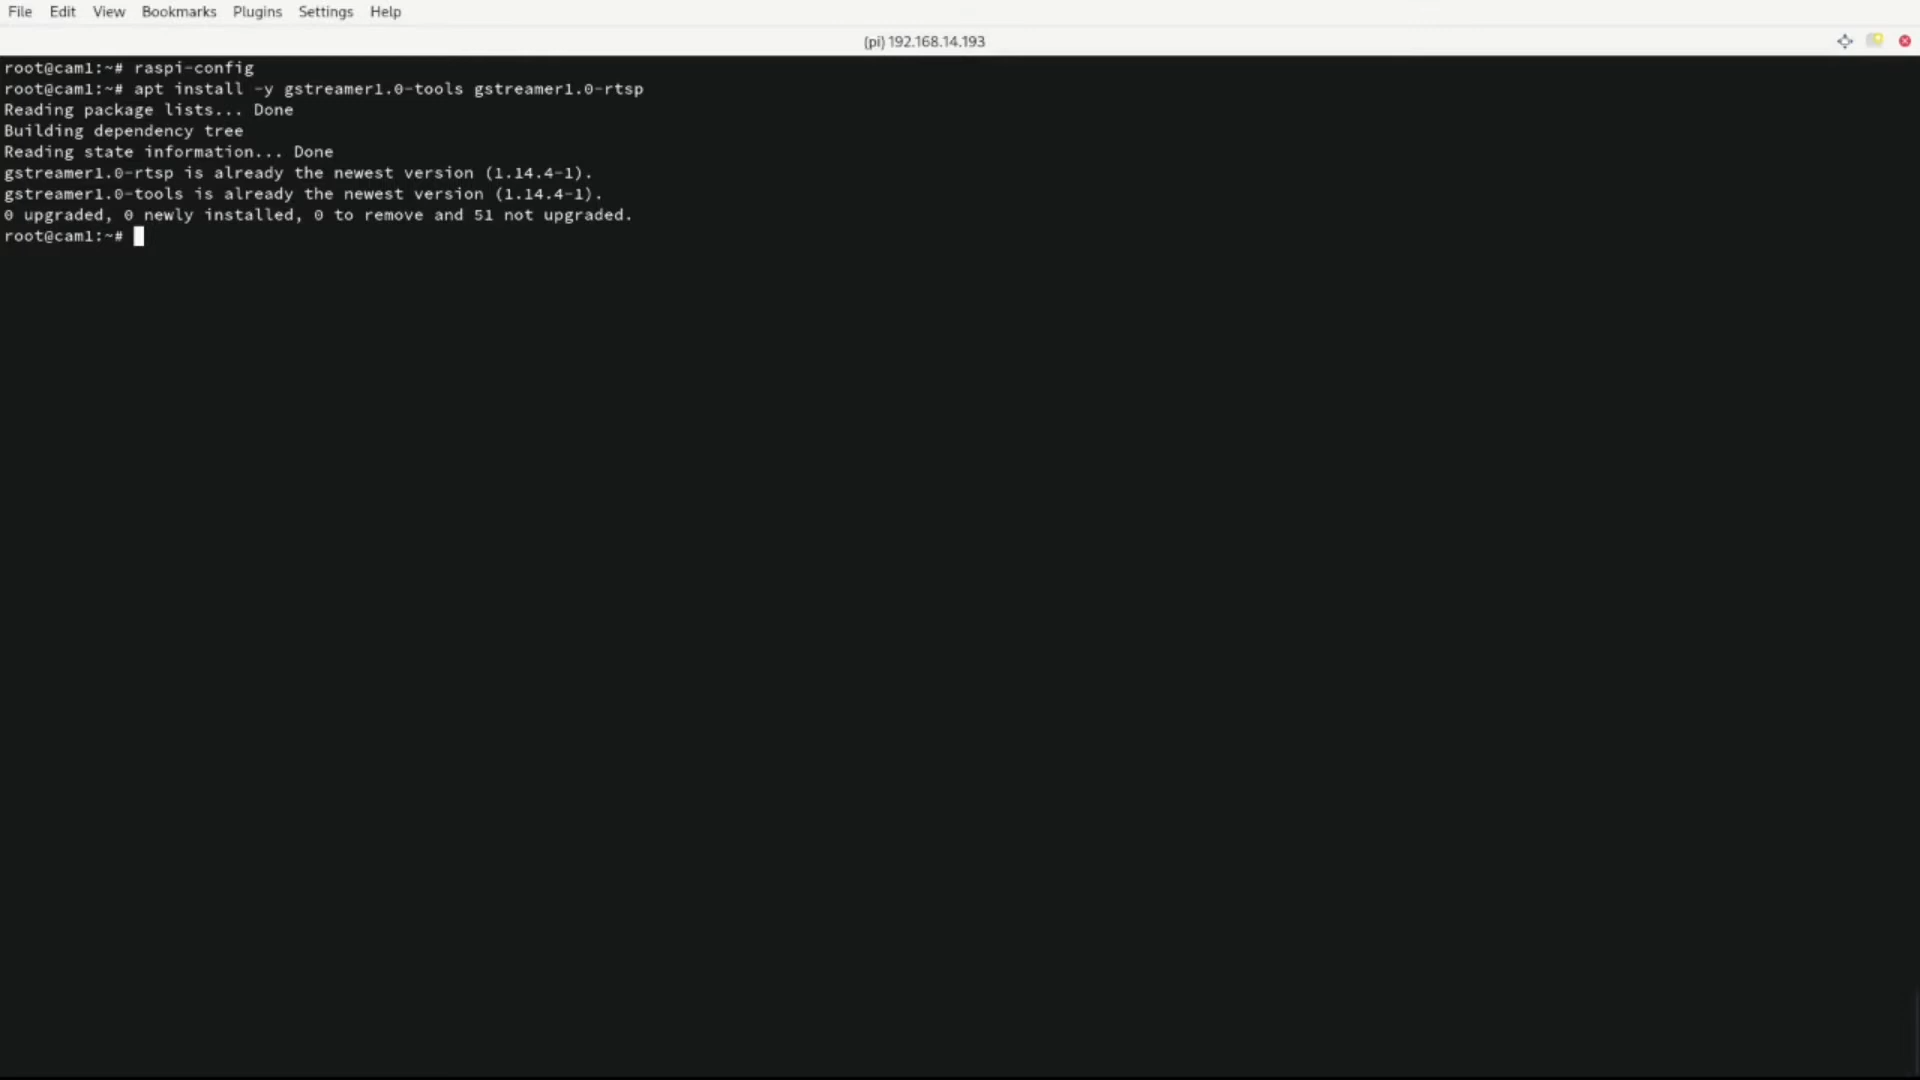 File Edit View Bookmarks Plugins Settings Help
(pi) 192.168.14.193
root@cam1:~# raspi-config
root@cam1:~# apt install -y gstreamer1.0-tools gstreamer1.0-rtsp
Reading package lists... Done
Building dependency tree
Reading state information... Done
gstreamer1.0-rtsp is already the newest version (1.14.4-1).
gstreamer1.0-tools is already the newest version (1.14.4-1).
0 upgraded, 0 newly installed, 0 to remove and 51 not upgraded.
root@cam1:~#